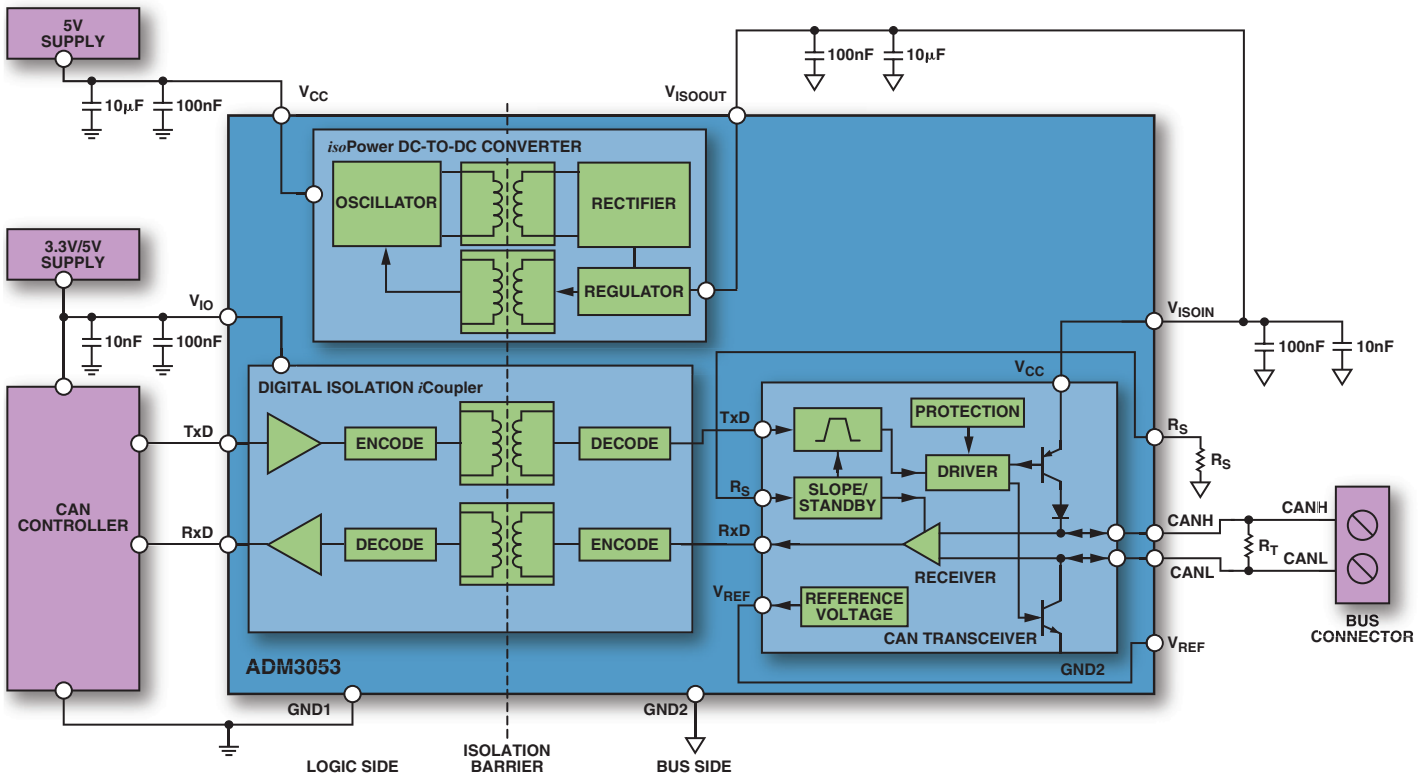 5V
SUPPLY
10µF
100nF
VCC
VISOOUT
100nF
10µF
isoPower DC-TO-DC CONVERTER
OSCILLATOR
RECTIFIER
REGULATOR
3.3V/5V
SUPPLY
VIO
10nF
100nF
VISOIN
100nF
10nF
DIGITAL ISOLATION iCoupler
VCC
TxD
ENCODE
DECODE
TxD
PROTECTION
DRIVER
RS
RS
RS
SLOPE/
STANDBY
CAN
CONTROLLER
RxD
DECODE
ENCODE
RxD
RECEIVER
CANH
CANH
RT
CANL
CANL
VREF
REFERENCE
VOLTAGE
CAN TRANSCEIVER
BUS
CONNECTOR
VREF
GND2
ADM3053
GND1
GND2
LOGIC SIDE
ISOLATION
BARRIER
BUS SIDE